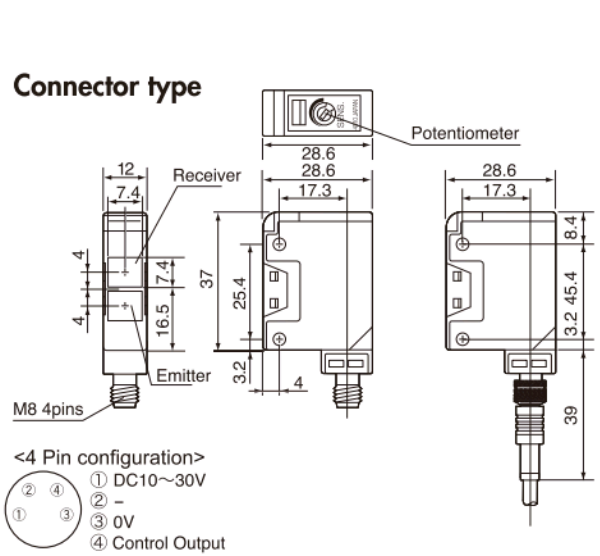 Connector type
SENS.
Potentiometer
28.6
12
Receiver
28.6
28.6
7.4
17.3
17.3
8.4
4
7.4
37
25.4
45.4
4
16.5
3.2
3.2
4
Emitter
39
M8 4pins
<4 Pin configuration>
① DC10～30V
② ④
② –
① ③
③ 0V
④ Control Output